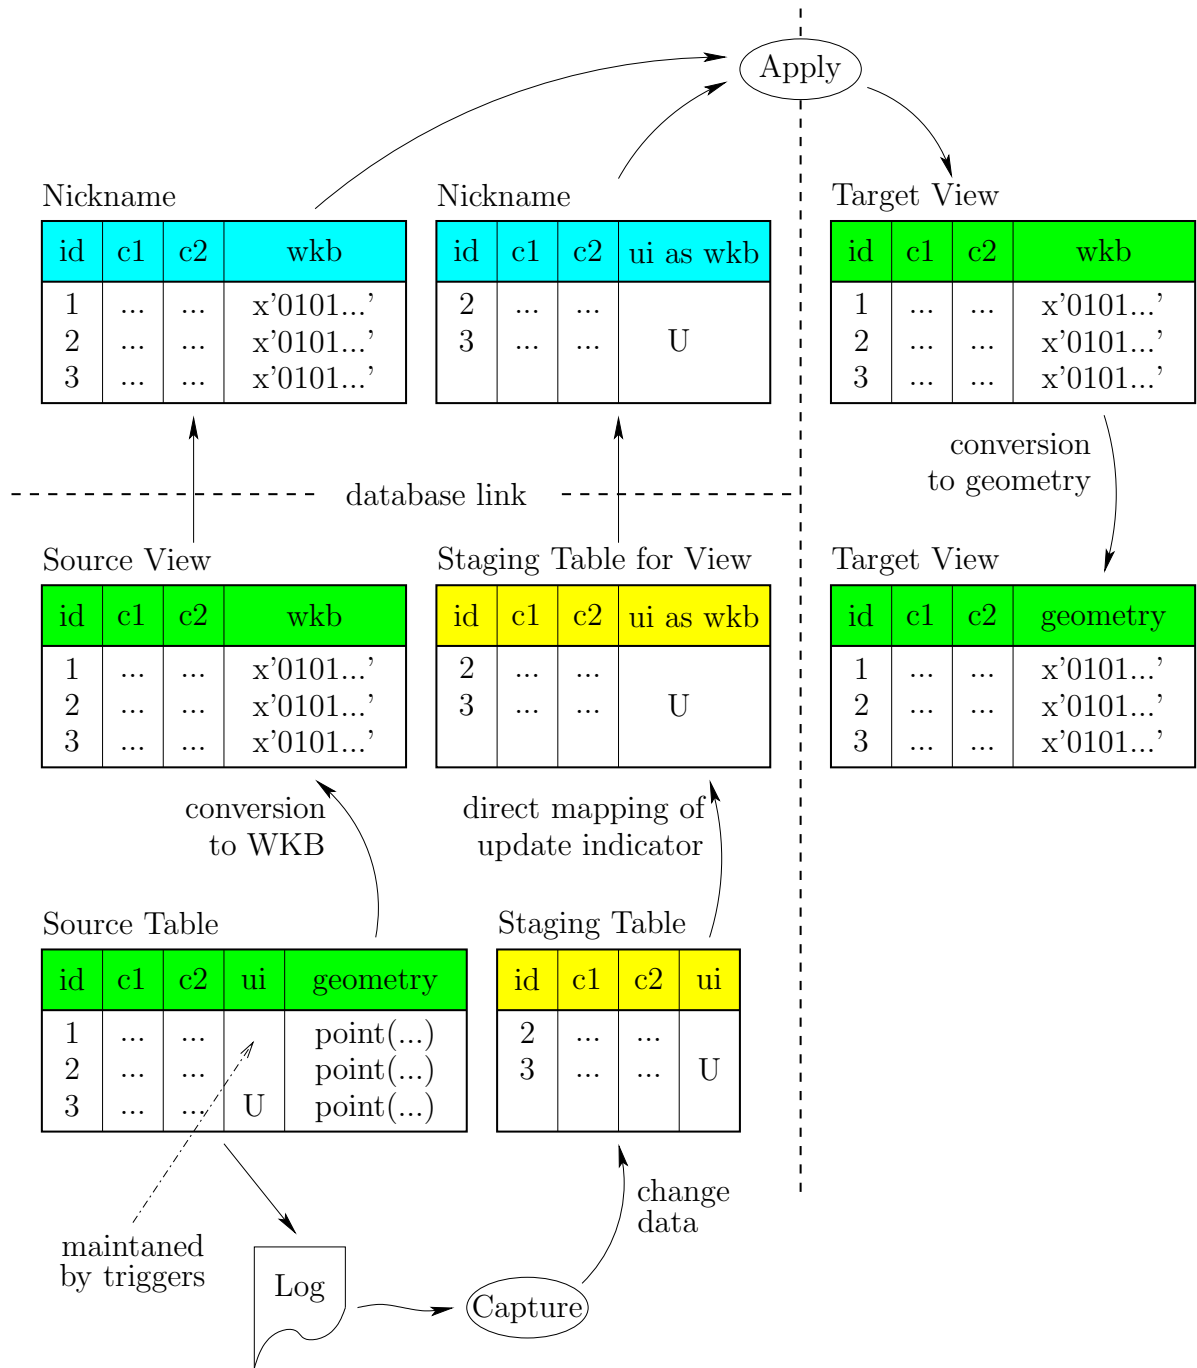 Apply
Nickname
id c1 c2 wkb
1 ... ... x'0101...'
2 ... ... x'0101...'
3 ... ... x'0101...'
Nickname
id c1 c2 ui as wkb
2 ... ...
3 ... ... U
Target View
id c1 c2 wkb
1 ... ... x'0101...'
2 ... ... x'0101...'
3 ... ... x'0101...'
database link
conversion
to geometry
Source View
id c1 c2 wkb
1 ... ... x'0101...'
2 ... ... x'0101...'
3 ... ... x'0101...'
Staging Table for View
id c1 c2 ui as wkb
2 ... ...
3 ... ... U
Target View
id c1 c2 geometry
1 ... ... x'0101...'
2 ... ... x'0101...'
3 ... ... x'0101...'
conversion
to WKB
direct mapping of
update indicator
Source Table
id c1 c2 ui geometry
1 ... ... point(...)
2 ... ... point(...)
3 ... ... U point(...)
Staging Table
id c1 c2 ui
2 ... ...
3 ... ... U
maintaned
by triggers
Log
Capture
change
data